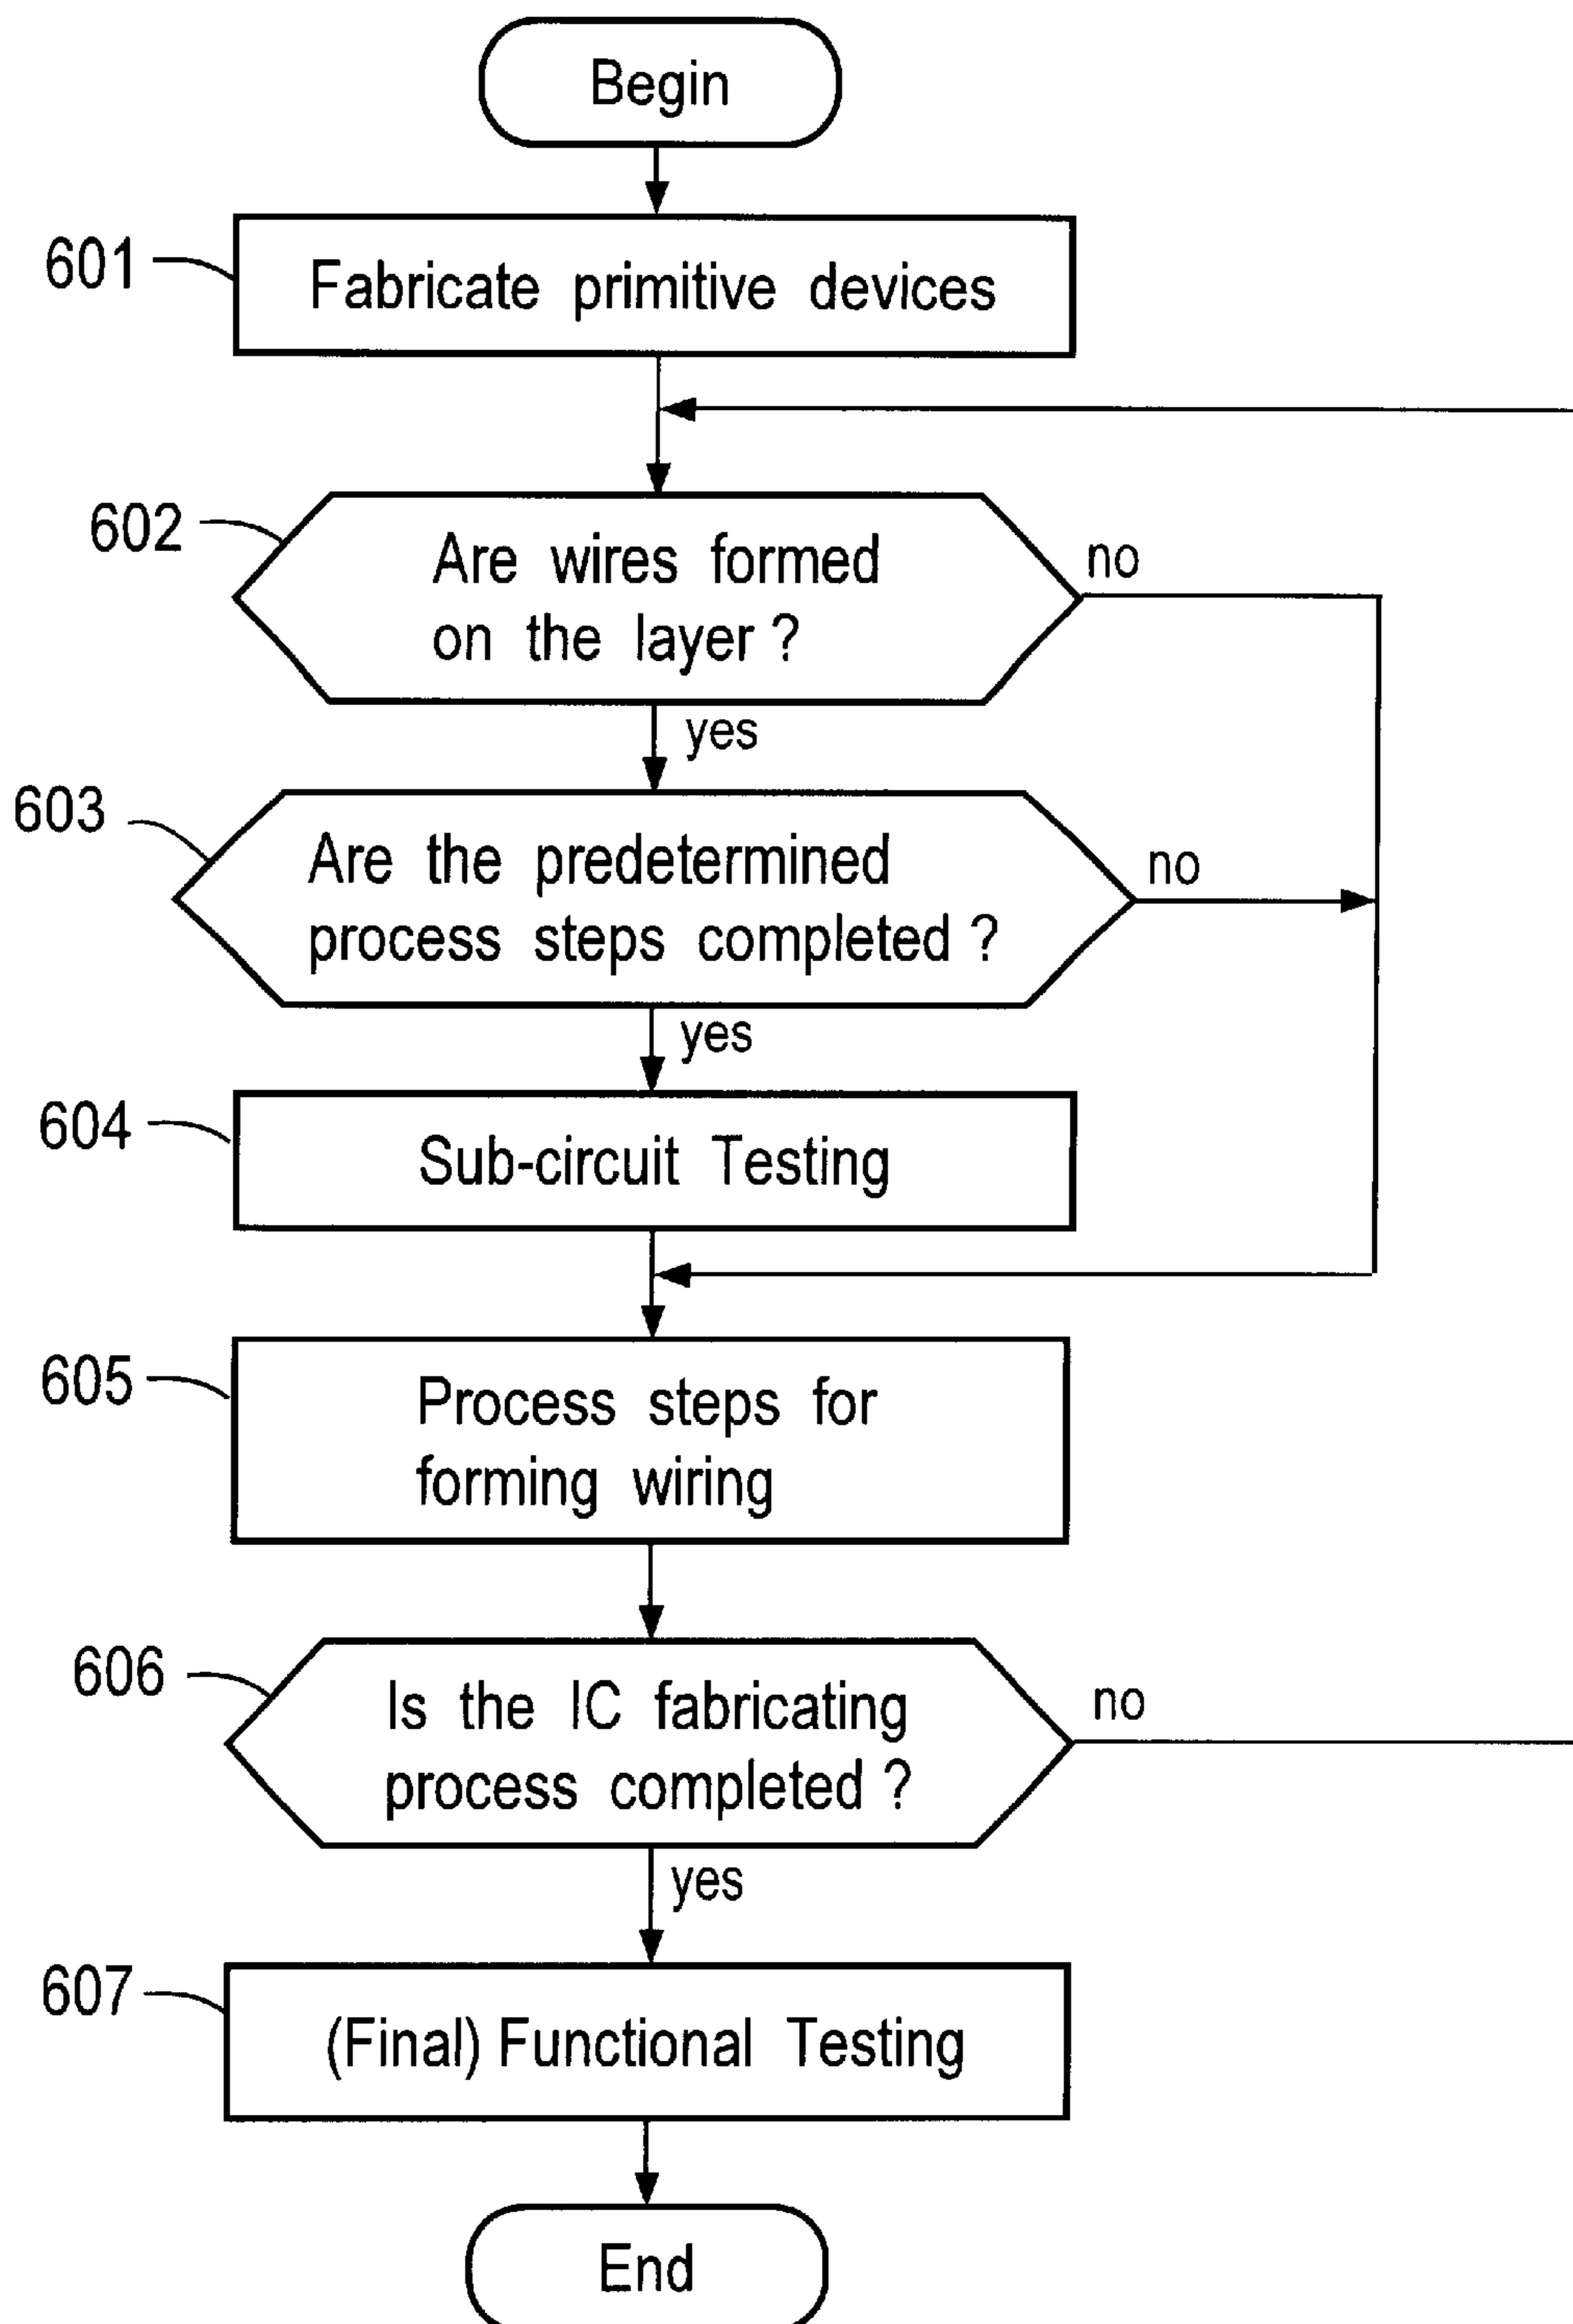 Begin
601
Fabricate primitive devices
602
Are wires formed
on the layer ?
no
yes
603
Are the predetermined
process steps completed ?
no
yes
604
Sub-circuit Testing
605
Process steps for
forming wiring
606
Is the IC fabricating
process completed ?
no
yes
607
(Final) Functional Testing
End